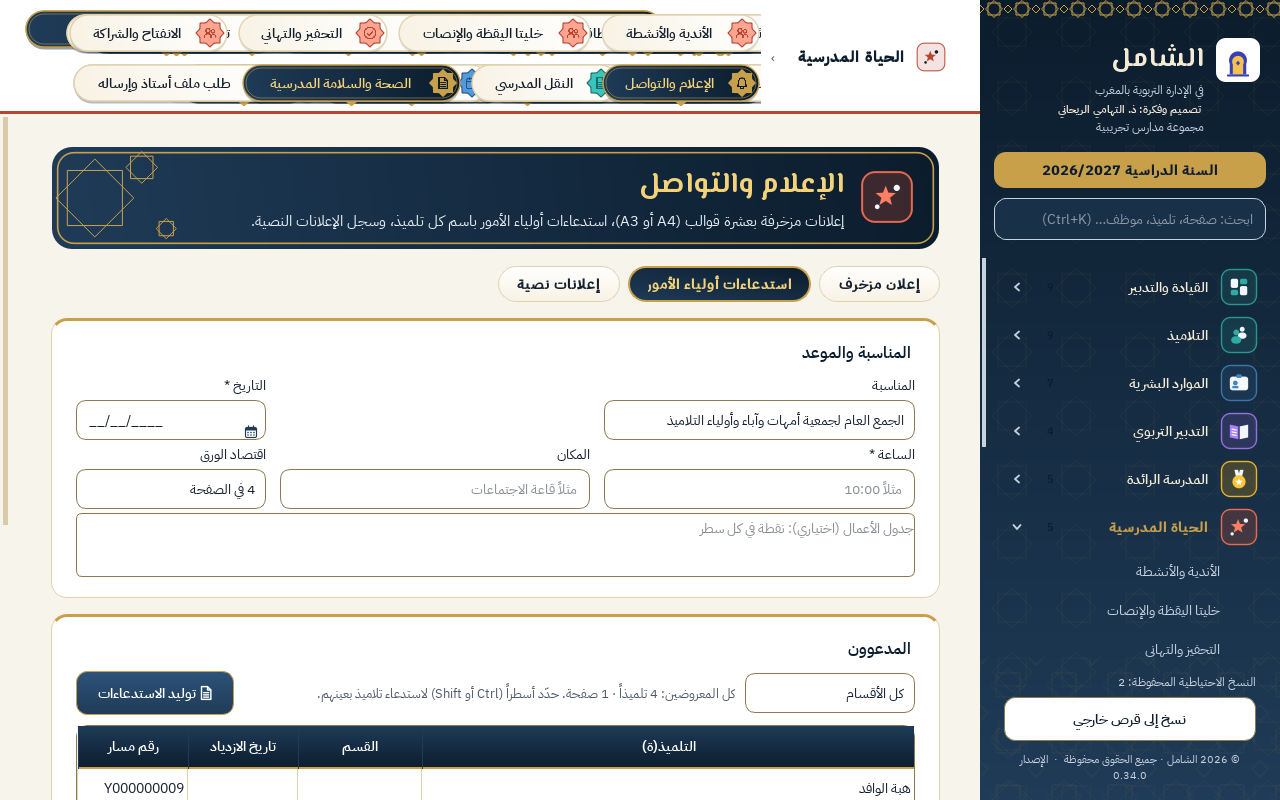 الشامل
في الإدارة التربوية بالمغرب
تصميم وفكرة: ذ. التهامي الريحاني
مجموعة مدارس تجريبية
السنة الدراسية 2026/2027
ابحث: صفحة، تلميذ، موظف... (Ctrl+K)
القيادة والتدبير 9
التلاميذ 9
الموارد البشرية 7
التدبير التربوي 4
المدرسة الرائدة 5
الحياة المدرسية 5
الأندية والأنشطة
خليتا اليقظة والإنصات
التحفيز والتهاني
النسخ الاحتياطية المحفوظة: 2
نسخ إلى قرص خارجي
© 2026 الشامل · جميع الحقوق محفوظة · الإصدار
0.34.0
الحياة المدرسية ›
الأندية والأنشطة
خليتا اليقظة والإنصات
التحفيز والتهاني
الانفتاح والشراكة
الإعلام والتواصل
النقل المدرسي
الصحة والسلامة المدرسية
طلب ملف أستاذ وإرساله
الإعلام والتواصل
إعلانات مزخرفة بعشرة قوالب (A4 أو A3)، استدعاءات أولياء الأمور باسم كل تلميذ، وسجل الإعلانات النصية.
إعلان مزخرف
استدعاءات أولياء الأمور
إعلانات نصية
المناسبة والموعد
المناسبة
التاريخ *
الجمع العام لجمعية أمهات وآباء وأولياء التلاميذ
__/__/____
الساعة *
المكان
اقتصاد الورق
مثلاً 10:00
مثلاً قاعة الاجتماعات
4 في الصفحة
جدول الأعمال (اختياري): نقطة في كل سطر
المدعوون
كل الأقسام
كل المعروضين: 4 تلميذاً · 1 صفحة. حدّد أسطراً (Ctrl أو Shift) لاستدعاء تلاميذ بعينهم.
توليد الاستدعاءات
التلميذ(ة)
القسم
تاريخ الازدياد
رقم مسار
هبة الوافد
Y000000009